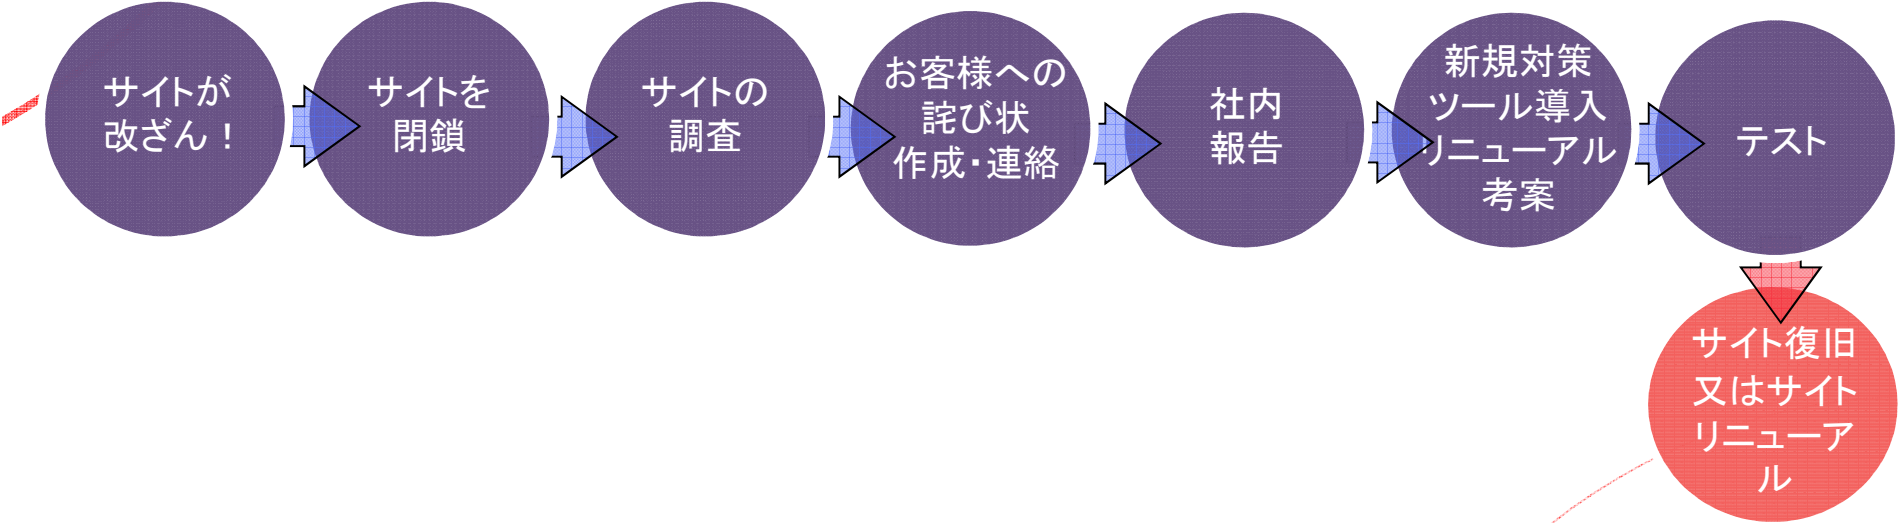 サイトが
改ざん！
サイトを
閉鎖
サイトの
調査
お客様への
詫び状
作成・連絡
社内
報告
新規対策
ツール導入
リニューアル
考案
テスト
サイト復旧
又はサイト
リニューア
ル